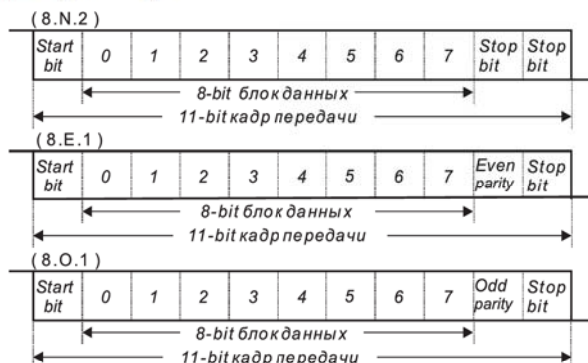 (8.N.2)
Start bit 0 1 2 3 4 5 6 7 Stop bit Stop bit
8-bit блок данных
11-bit кадр передачи
(8.E.1)
Start bit 0 1 2 3 4 5 6 7 Even parity Stop bit
8-bit блок данных
11-bit кадр передачи
(8.O.1)
Start bit 0 1 2 3 4 5 6 7 Odd parity Stop bit
8-bit блок данных
11-bit кадр передачи